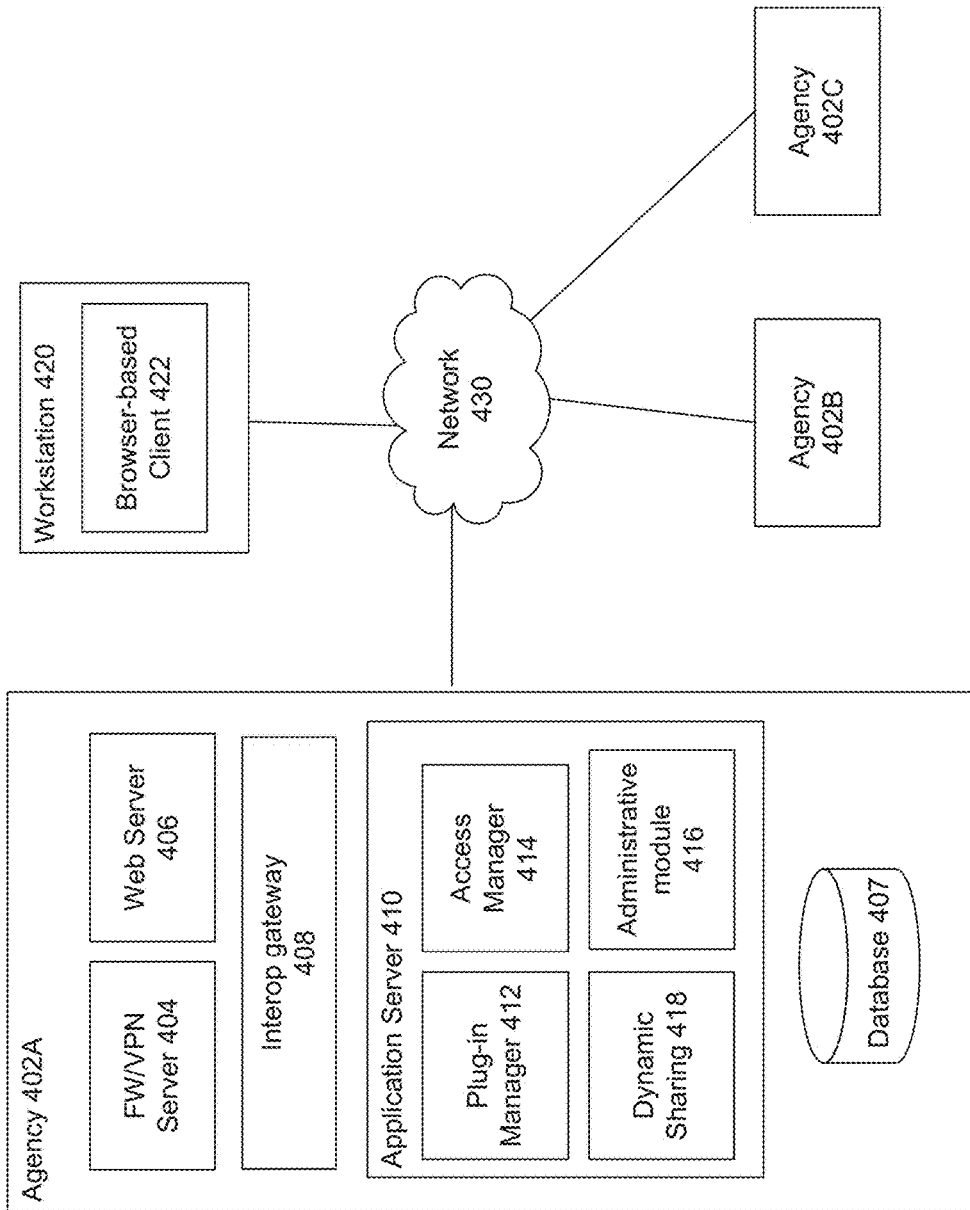 Agency 402A
FW/VPN
Server 404
Web Server
406
Interop gateway
408
Application Server 410
Plug-in
Manager 412
Access
Manager
414
Dynamic
Sharing 418
Administrative
module
416
Database 407
Workstation 420
Browser-based
Client 422
Network
430
Agency
402B
Agency
402C